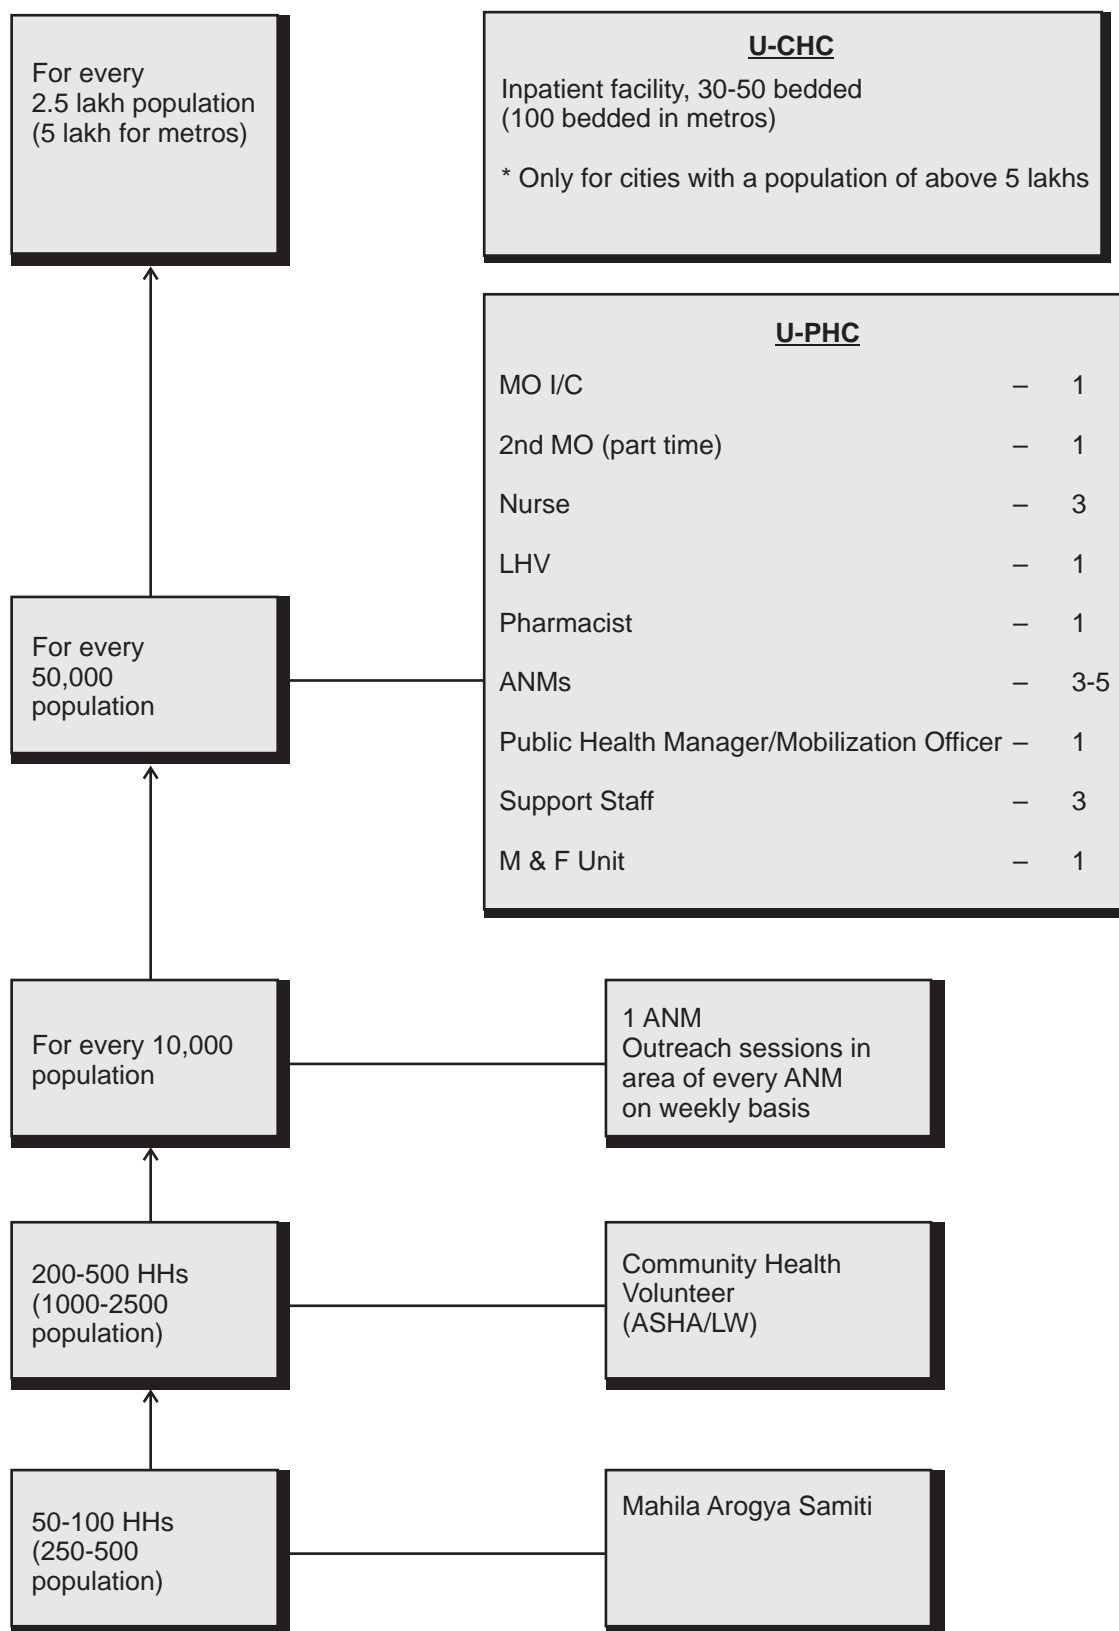 For every
2.5 lakh population
(5 lakh for metros)
U-CHC
Inpatient facility, 30-50 bedded
(100 bedded in metros)
* Only for cities with a population of above 5 lakhs
U-PHC
MO I/C – 1
2nd MO (part time) – 1
Nurse – 3
LHV – 1
Pharmacist – 1
ANMs – 3-5
Public Health Manager/Mobilization Officer – 1
Support Staff – 3
M & F Unit – 1
For every
50,000
population
For every 10,000
population
1 ANM
Outreach sessions in
area of every ANM
on weekly basis
200-500 HHs
(1000-2500
population)
Community Health
Volunteer
(ASHA/LW)
50-100 HHs
(250-500
population)
Mahila Arogya Samiti